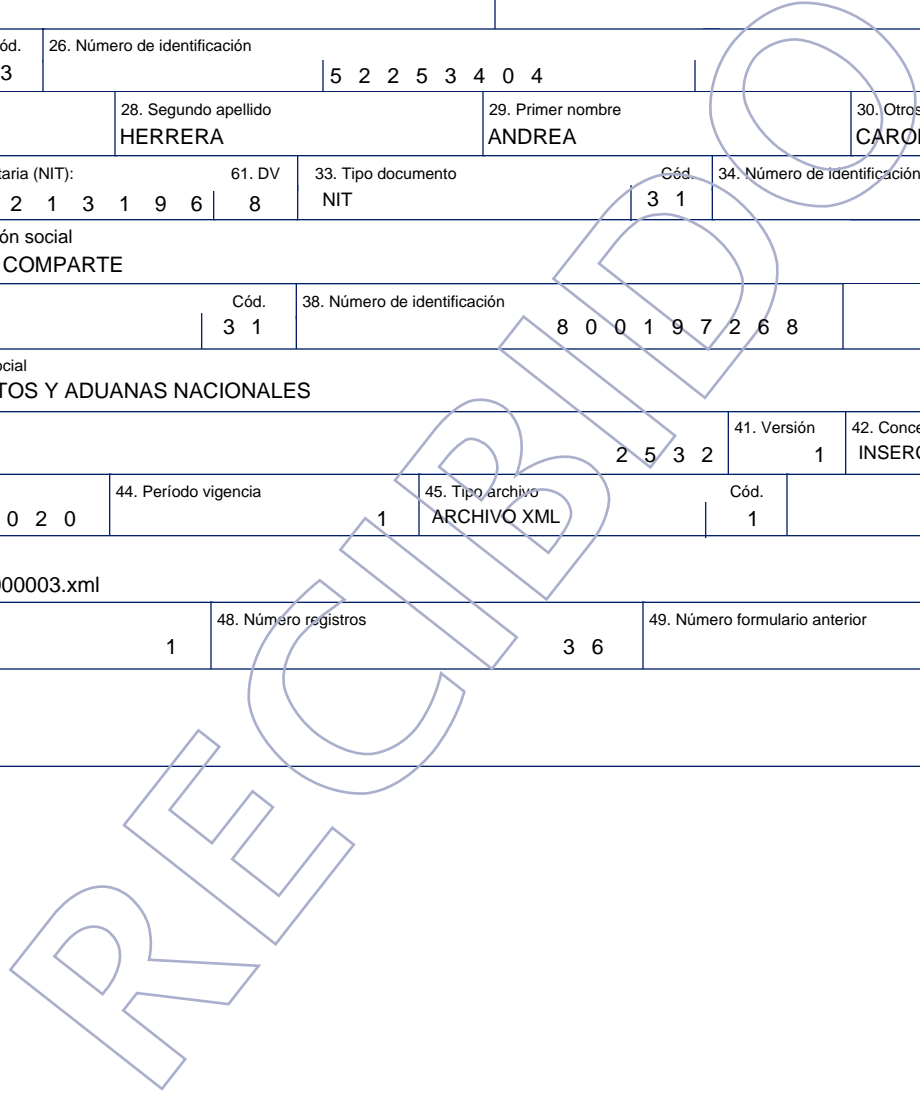 ód. 26. Número de identificación
3 5 2 2 5 3 4 0 4
28. Segundo apellido 29. Primer nombre 30. Otros
HERRERA ANDREA CAROL
taria (NIT): 61. DV 33. Tipo documento Cód. 34. Número de identificación
2 1 3 1 9 6 8 NIT 3 1
ón social
COMPARTE
Cód. 38. Número de identificación
3 1 8 0 0 1 9 7 2 6 8
ocial
TOS Y ADUANAS NACIONALES
41. Versión 42. Conce
2 5 3 2 1 INSERC
44. Período vigencia 45. Tipo archivo Cód.
0 2 0 1 ARCHIVO XML 1
000003.xml
48. Número registros 49. Número formulario anterior
1 3 6
RECIBIDO